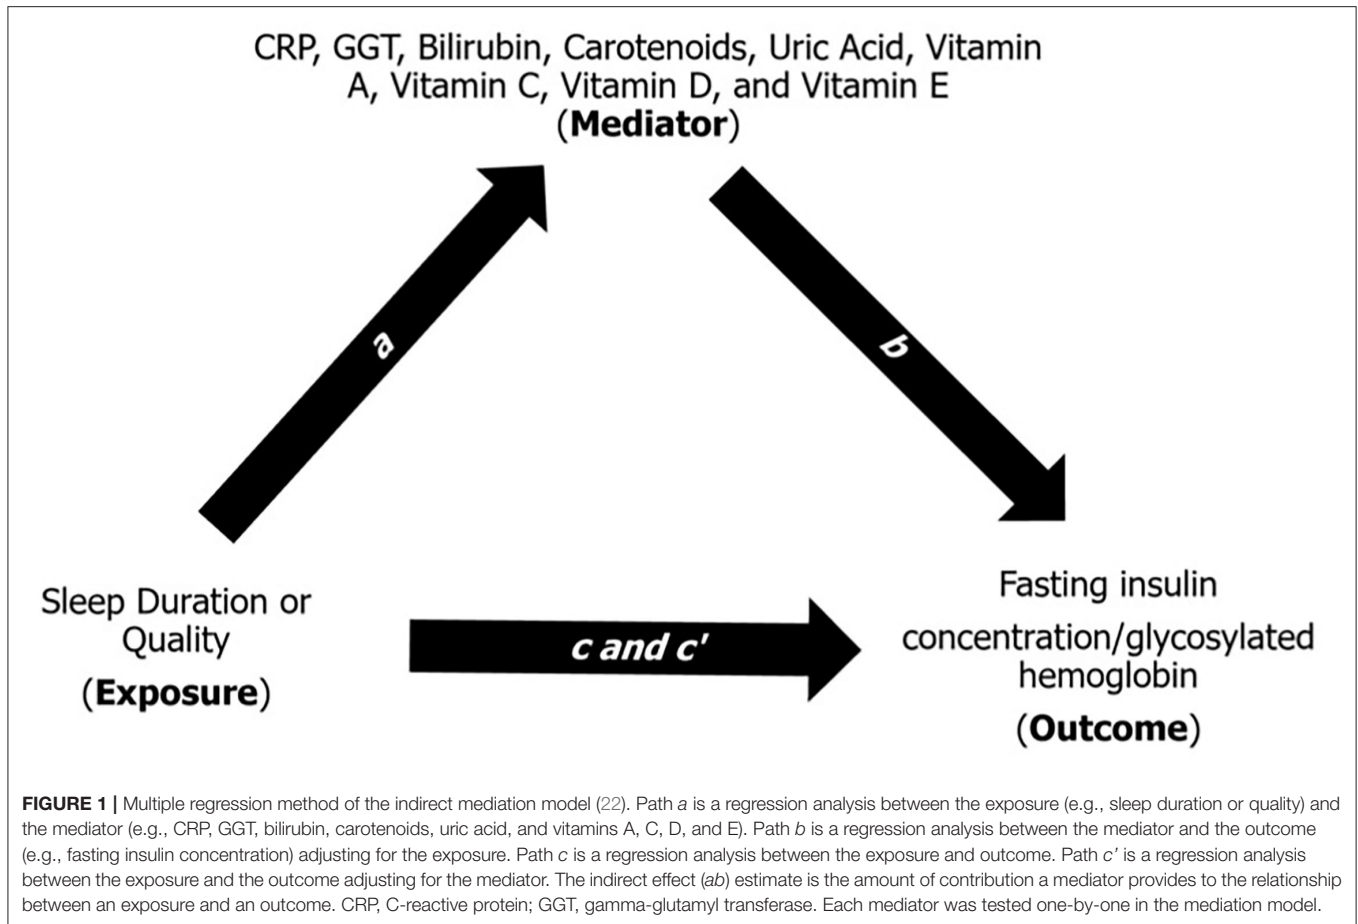 CRP, GGT, Bilirubin, Carotenoids, Uric Acid, Vitamin
A, Vitamin C, Vitamin D, and Vitamin E
(Mediator)
a
b
Sleep Duration or
Quality
(Exposure)
c and c'
Fasting insulin
concentration/glycosylated
hemoglobin
(Outcome)
FIGURE 1 | Multiple regression method of the indirect mediation model (22). Path a is a regression analysis between the exposure (e.g., sleep duration or quality) and
the mediator (e.g., CRP, GGT, bilirubin, carotenoids, uric acid, and vitamins A, C, D, and E). Path b is a regression analysis between the mediator and the outcome
(e.g., fasting insulin concentration) adjusting for the exposure. Path c is a regression analysis between the exposure and outcome. Path c' is a regression analysis
between the exposure and the outcome adjusting for the mediator. The indirect effect (ab) estimate is the amount of contribution a mediator provides to the relationship
between an exposure and an outcome. CRP, C-reactive protein; GGT, gamma-glutamyl transferase. Each mediator was tested one-by-one in the mediation model.